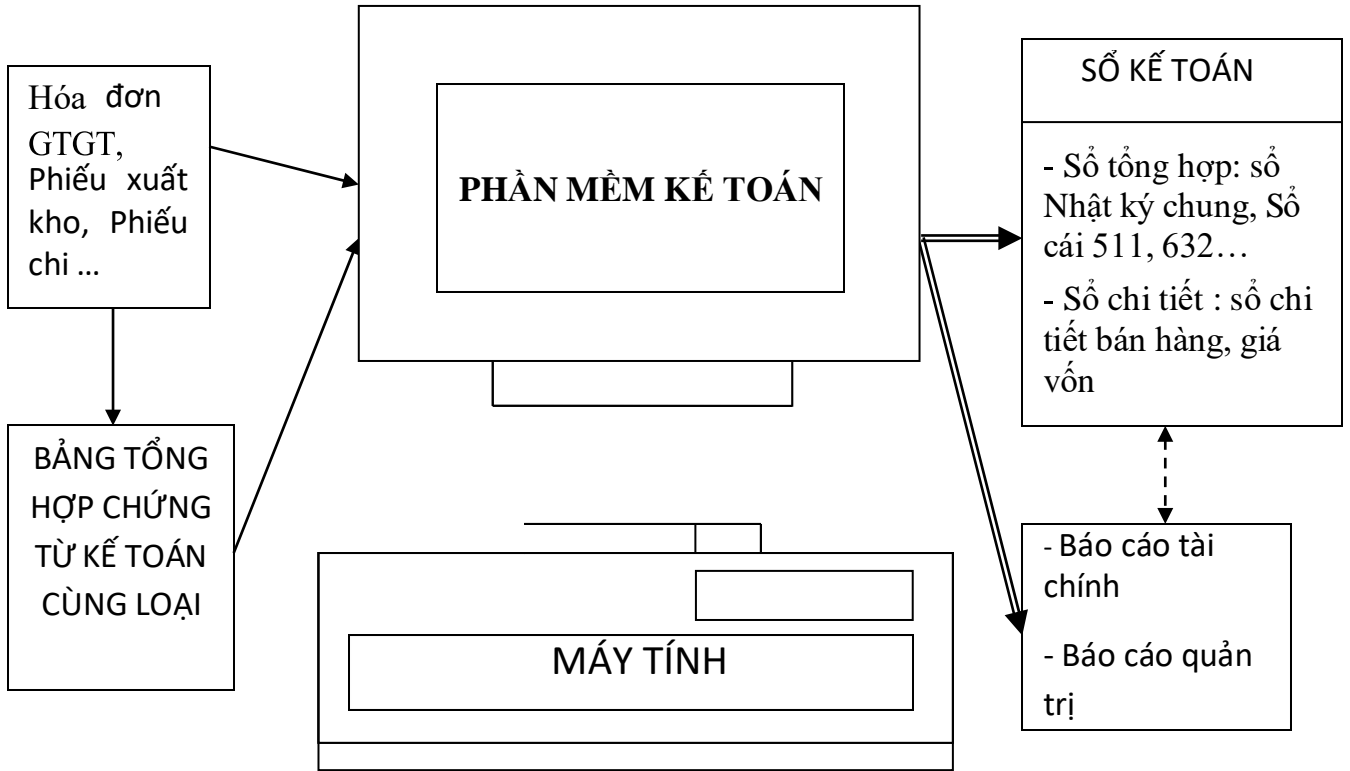 Hóa đơn
GTGT,
Phiếu xuất
kho, Phiếu
chi ...
BẢNG TỔNG
HỢP CHỨNG
TỪ KẾ TOÁN
CÙNG LOẠI
PHẦN MỀM KẾ TOÁN
MÁY TÍNH
SỔ KẾ TOÁN
- Sổ tổng hợp: sổ
Nhật ký chung, Sổ
cái 511, 632…
- Sổ chi tiết : sổ chi
tiết bán hàng, giá
vốn
- Báo cáo tài
chính
- Báo cáo quản
trị